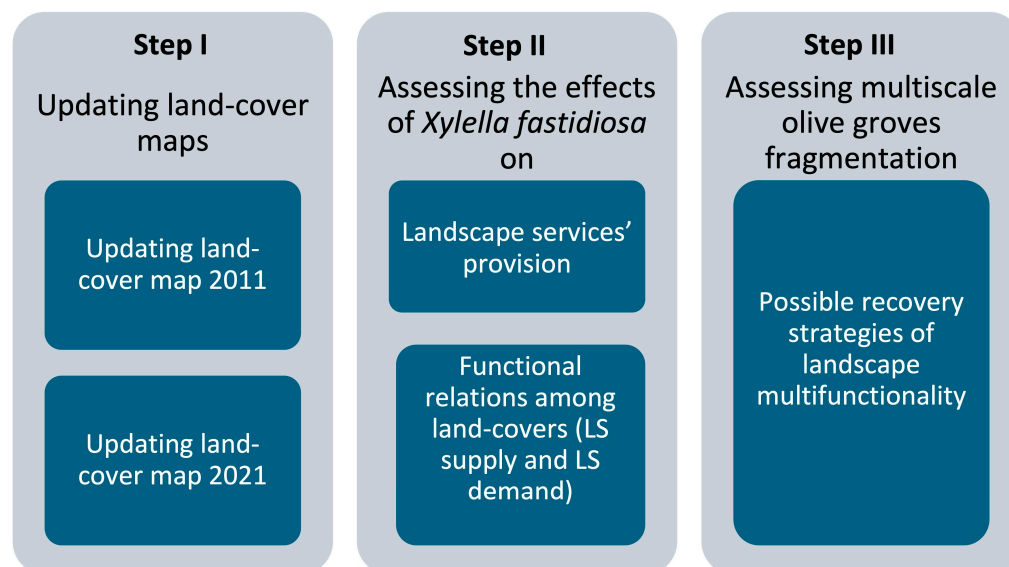 Step I
Updating land-cover
maps
Updating land-
cover map 2011
Updating land-
cover map 2021
Step II
Assessing the effects
of Xylella fastidiosa
on
Landscape services’
provision
Functional
relations among
land-covers (LS
supply and LS
demand)
Step III
Assessing multiscale
olive groves
fragmentation
Possible recovery
strategies of
landscape
multifunctionality